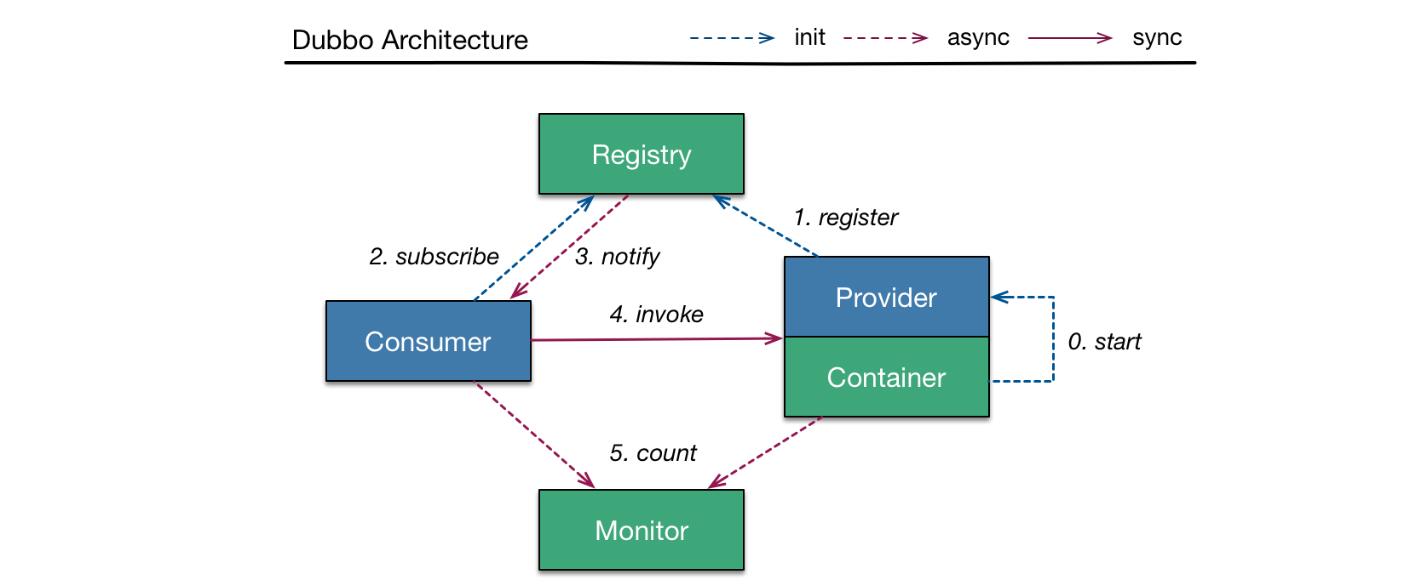 Dubbo Architecture
init
async
sync
Registry
1. register
2. subscribe
3. notify
Provider
4. invoke
Consumer
0. start
Container
5. count
Monitor